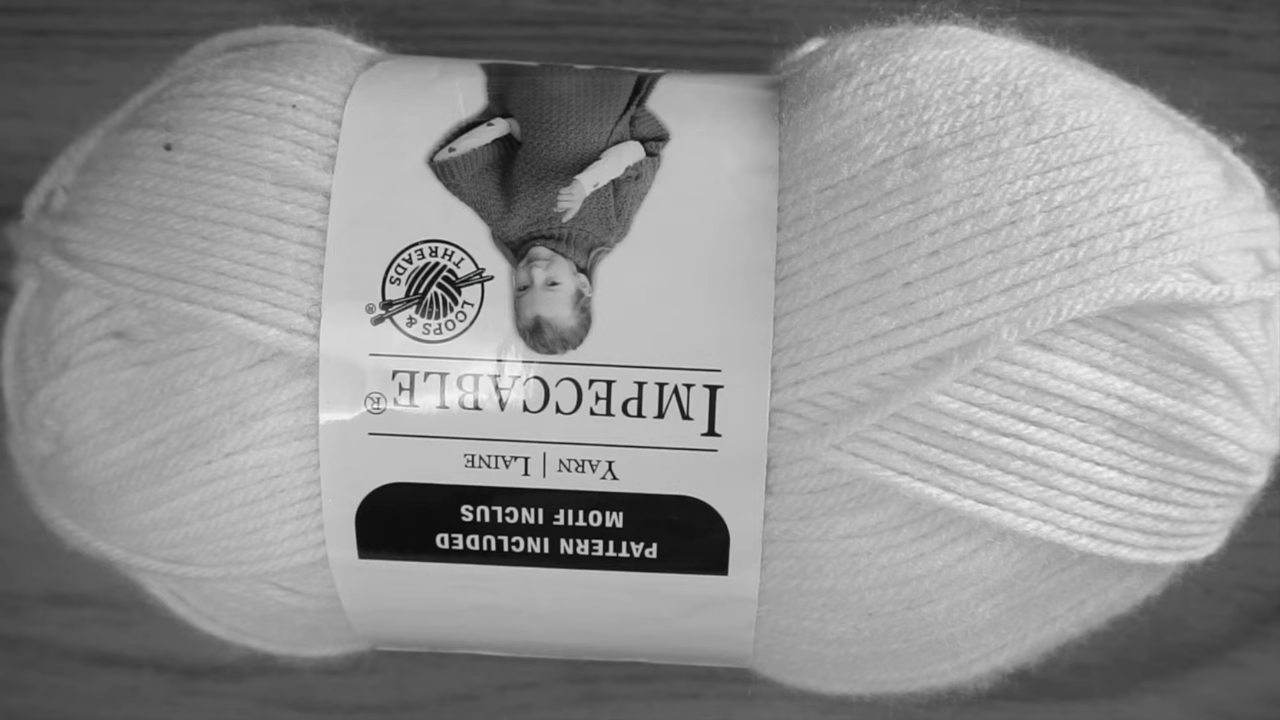 PATTERN INCLUDED
MOTIF INCLUS
YARN | LAINE
IMPECCABLE®
LOOPS &
THREADS
®